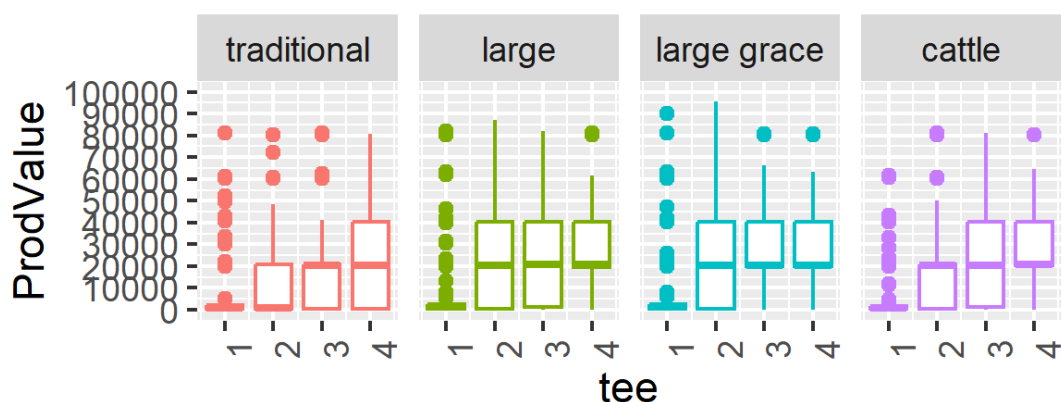 traditional large large grace cattle
ProdValue
100000
90000
80000
70000
60000
50000
40000
30000
20000
10000
0
1 2 3 4 1 2 3 4 1 2 3 4 1 2 3 4
tee